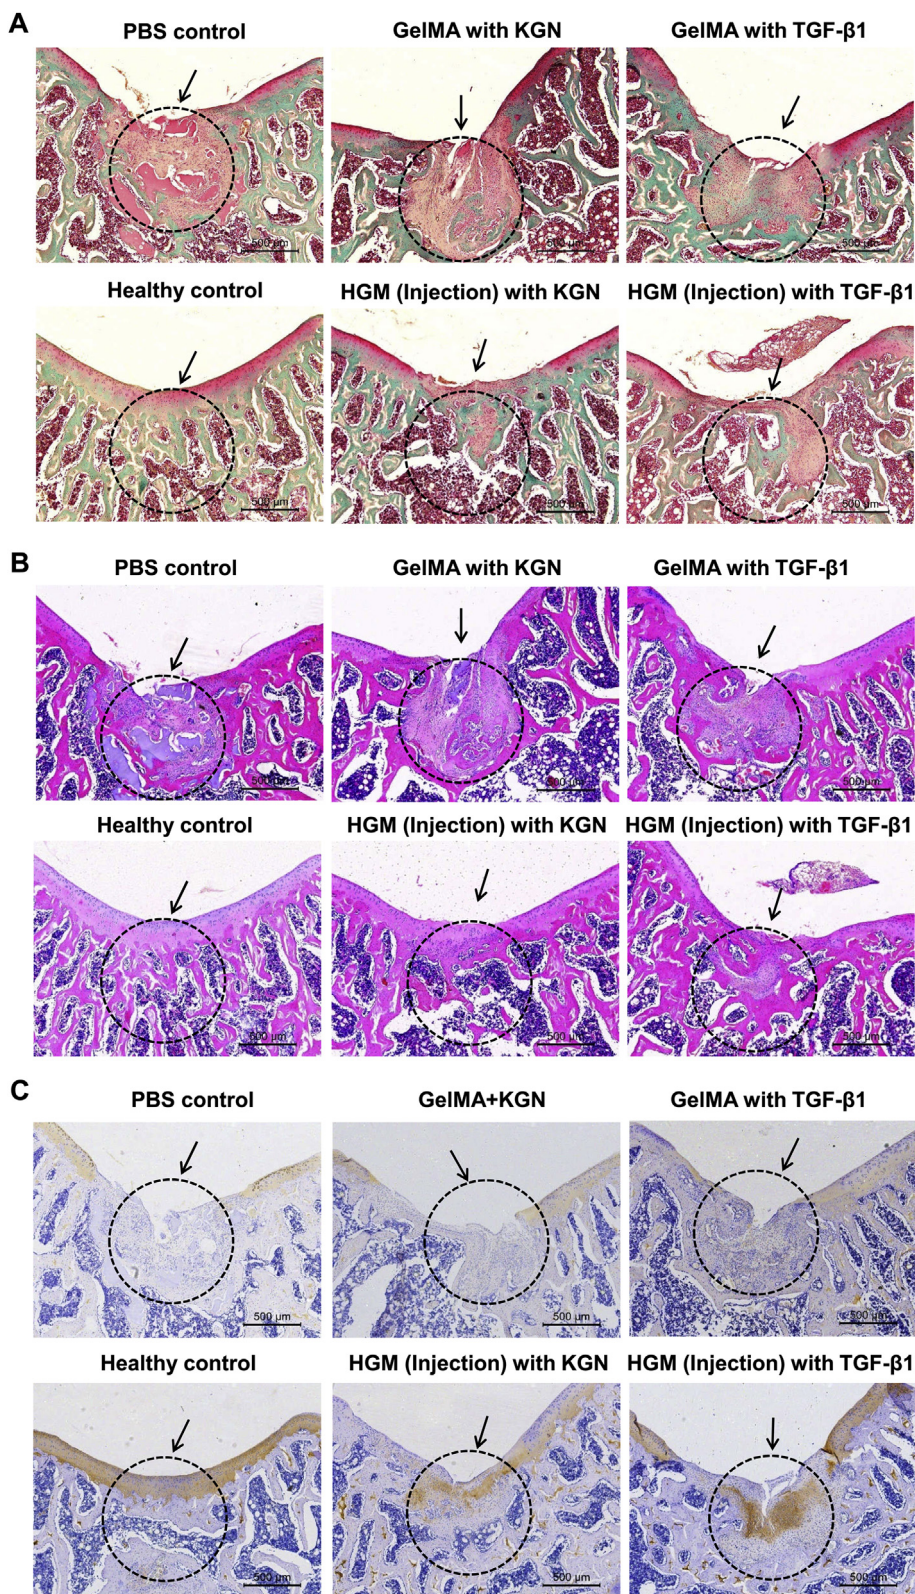 A
PBS control
GelMA with KGN
GelMA with TGF-β1
500 µm
500 µm
500 µm
Healthy control
HGM (Injection) with KGN
HGM (Injection) with TGF-β1
500 µm
500 µm
500 µm
B
PBS control
GelMA with KGN
GelMA with TGF-β1
500 µm
500 µm
500 µm
Healthy control
HGM (Injection) with KGN
HGM (Injection) with TGF-β1
500 µm
500 µm
500 µm
C
PBS control
GelMA+KGN
GelMA with TGF-β1
500 µm
500 µm
500 µm
Healthy control
HGM (Injection) with KGN
HGM (Injection) with TGF-β1
500 µm
500 µm
500 µm